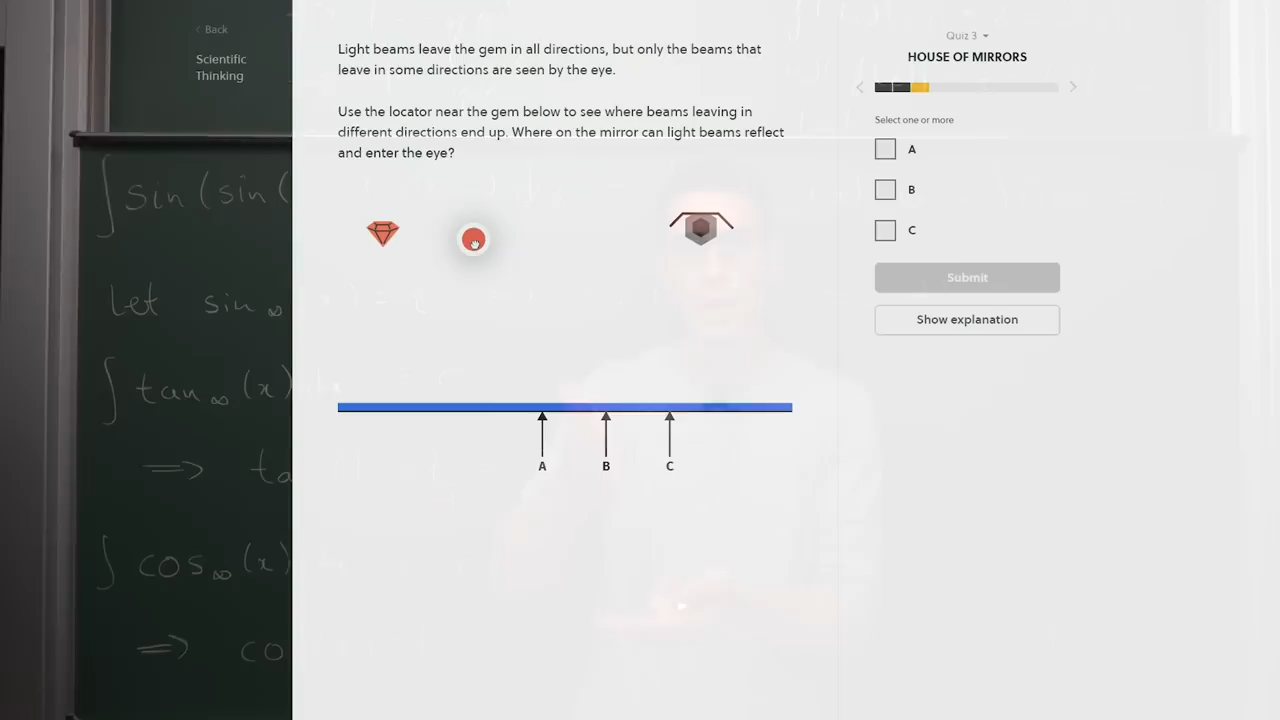 Back
Scientific
Thinking
Light beams leave the gem in all directions, but only the beams that
leave in some directions are seen by the eye.
Use the locator near the gem below to see where beams leaving in
different directions end up. Where on the mirror can light beams reflect
and enter the eye?
A
B
C
Quiz 3
HOUSE OF MIRRORS
Select one or more
A
B
C
Submit
Show explanation
∫ sin (sin (
Let sin ∞
∫ tan ∞ (x)
⟹ ta
∫ cos ∞ (x)
⟹ co